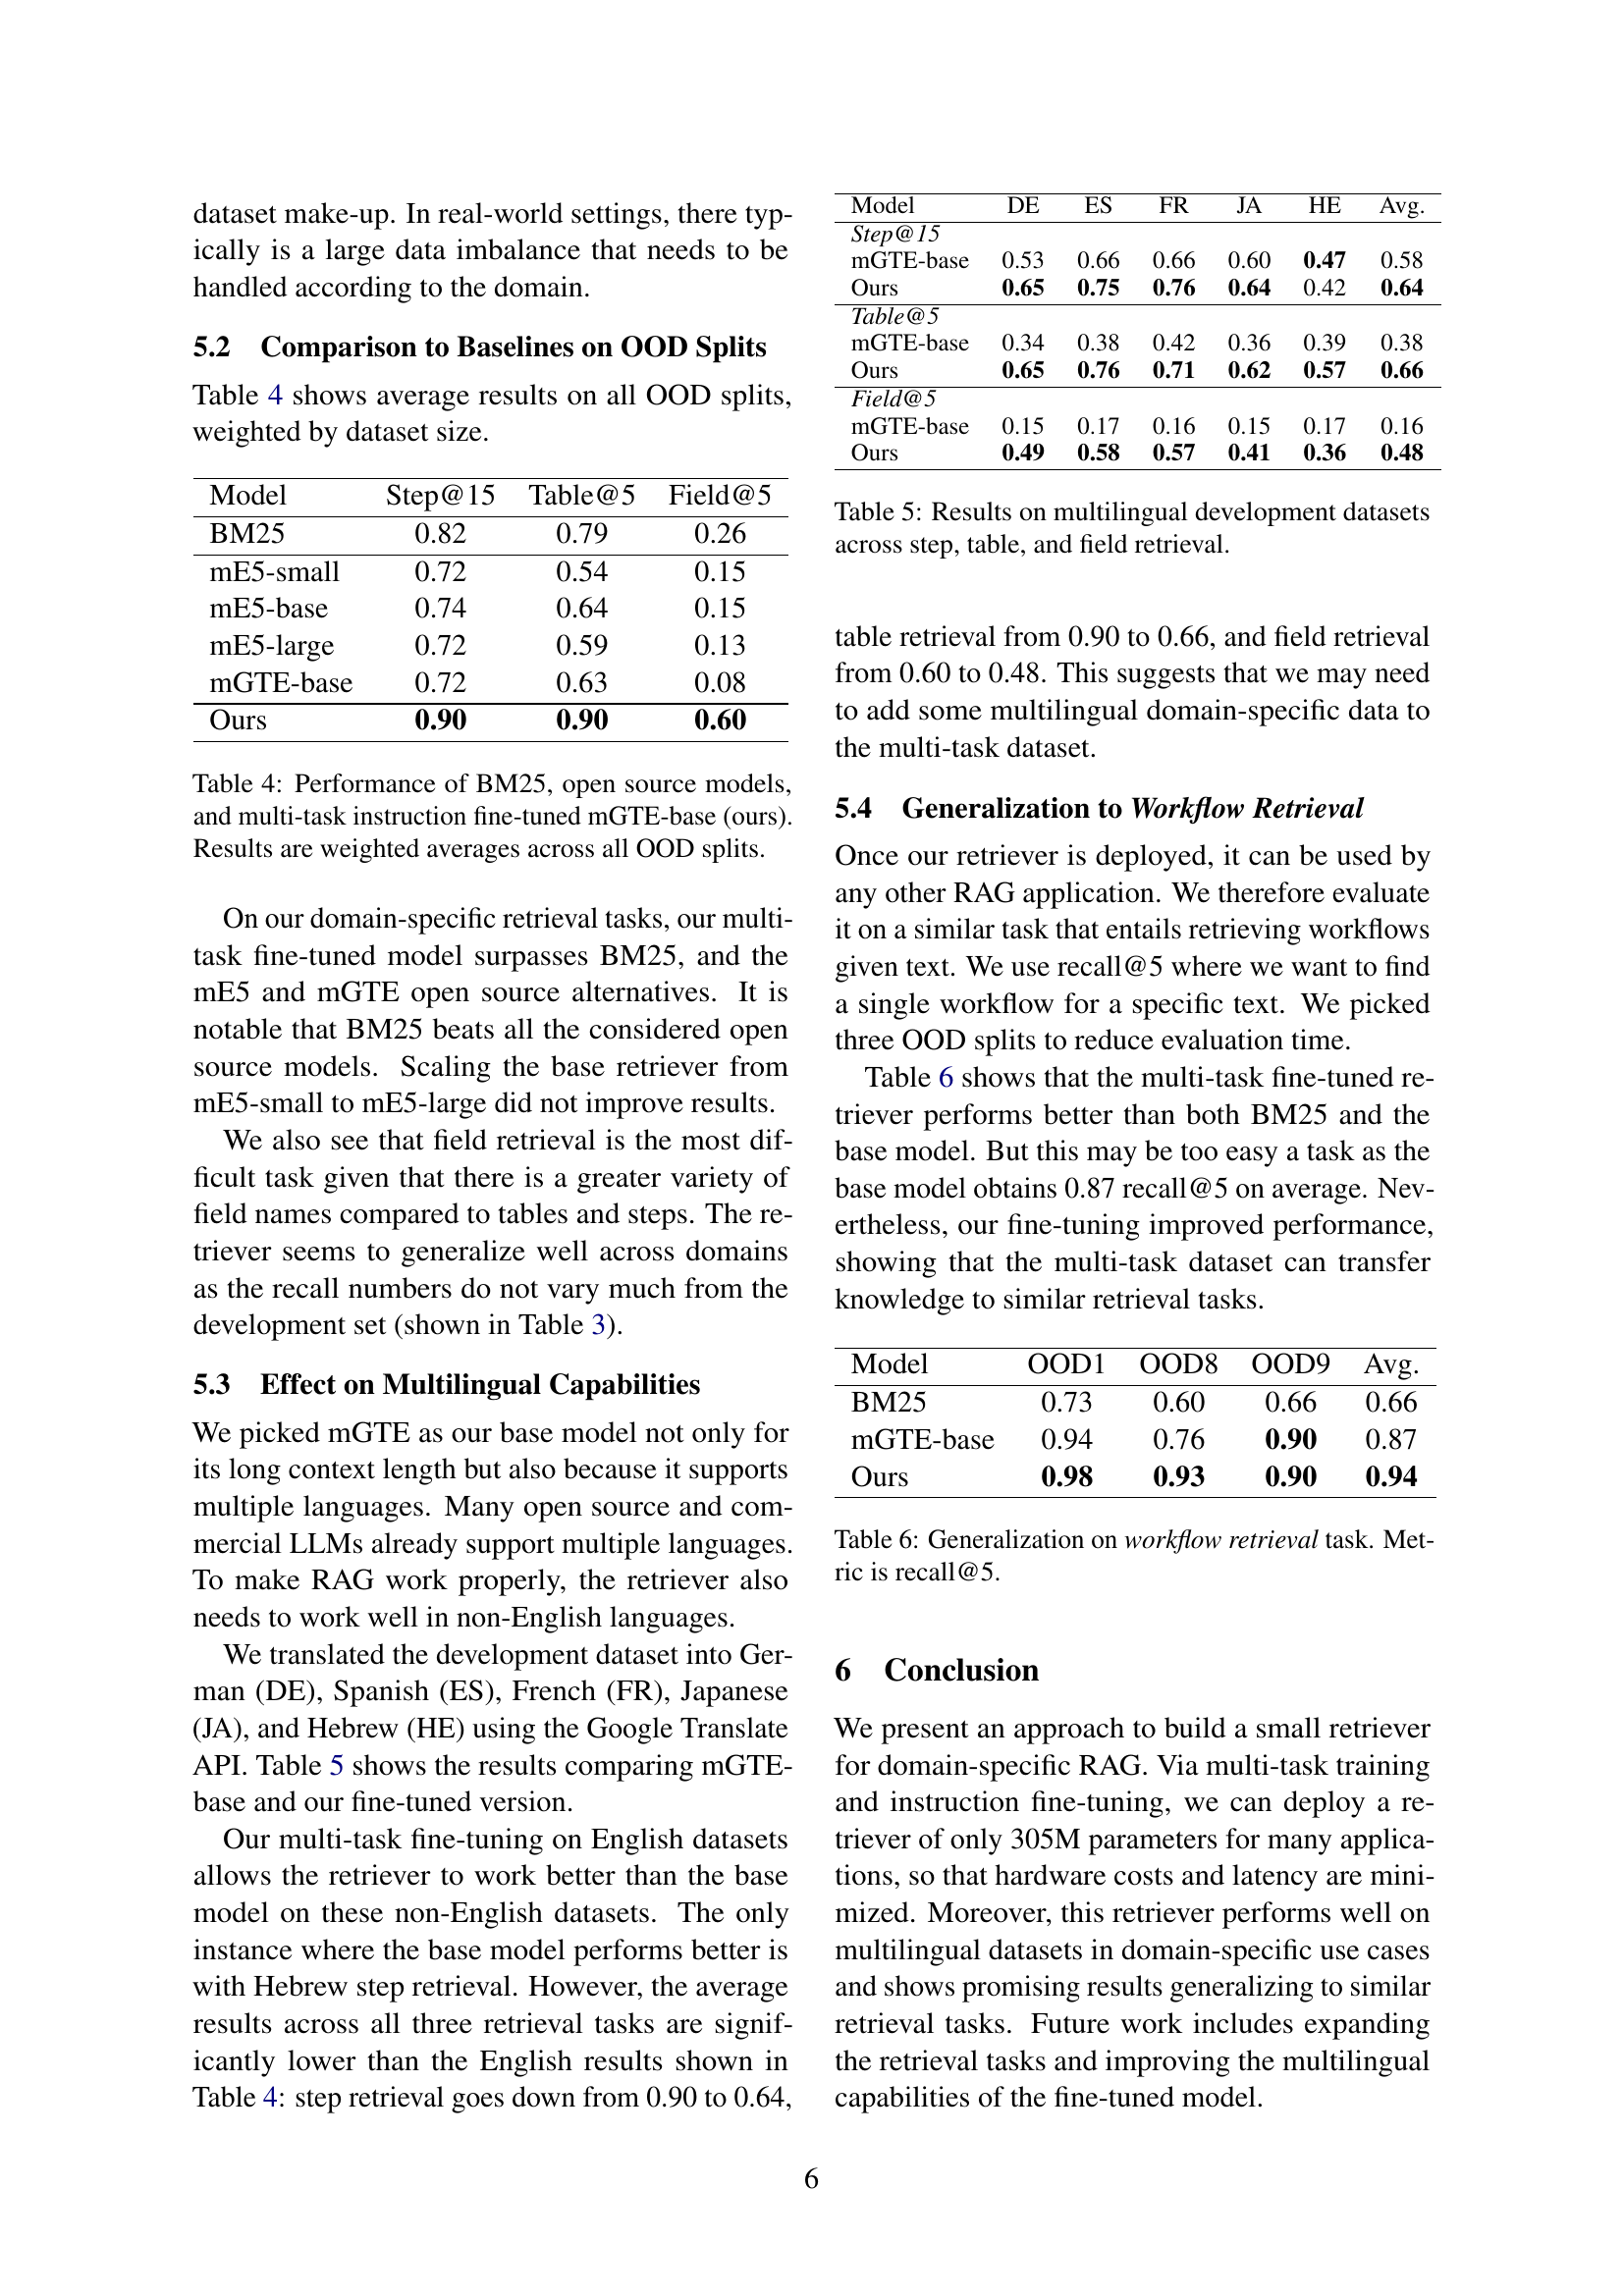 dataset make-up. In real-world settings, there typ-
ically is a large data imbalance that needs to be
handled according to the domain.
5.2 Comparison to Baselines on OOD Splits
Table 4 shows average results on all OOD splits,
weighted by dataset size.
Model Step@15 Table@5 Field@5
BM25 0.82 0.79 0.26
mE5-small 0.72 0.54 0.15
mE5-base 0.74 0.64 0.15
mE5-large 0.72 0.59 0.13
mGTE-base 0.72 0.63 0.08
Ours 0.90 0.90 0.60
Table 4: Performance of BM25, open source models,
and multi-task instruction fine-tuned mGTE-base (ours).
Results are weighted averages across all OOD splits.
On our domain-specific retrieval tasks, our multi-
task fine-tuned model surpasses BM25, and the
mE5 and mGTE open source alternatives. It is
notable that BM25 beats all the considered open
source models. Scaling the base retriever from
mE5-small to mE5-large did not improve results.
We also see that field retrieval is the most dif-
ficult task given that there is a greater variety of
field names compared to tables and steps. The re-
triever seems to generalize well across domains
as the recall numbers do not vary much from the
development set (shown in Table 3).
5.3 Effect on Multilingual Capabilities
We picked mGTE as our base model not only for
its long context length but also because it supports
multiple languages. Many open source and com-
mercial LLMs already support multiple languages.
To make RAG work properly, the retriever also
needs to work well in non-English languages.
We translated the development dataset into Ger-
man (DE), Spanish (ES), French (FR), Japanese
(JA), and Hebrew (HE) using the Google Translate
API. Table 5 shows the results comparing mGTE-
base and our fine-tuned version.
Our multi-task fine-tuning on English datasets
allows the retriever to work better than the base
model on these non-English datasets. The only
instance where the base model performs better is
with Hebrew step retrieval. However, the average
results across all three retrieval tasks are signif-
icantly lower than the English results shown in
Table 4: step retrieval goes down from 0.90 to 0.64,
Model DE ES FR JA HE Avg.
Step@15
mGTE-base 0.53 0.66 0.66 0.60 0.47 0.58
Ours 0.65 0.75 0.76 0.64 0.42 0.64
Table@5
mGTE-base 0.34 0.38 0.42 0.36 0.39 0.38
Ours 0.65 0.76 0.71 0.62 0.57 0.66
Field@5
mGTE-base 0.15 0.17 0.16 0.15 0.17 0.16
Ours 0.49 0.58 0.57 0.41 0.36 0.48
Table 5: Results on multilingual development datasets
across step, table, and field retrieval.
table retrieval from 0.90 to 0.66, and field retrieval
from 0.60 to 0.48. This suggests that we may need
to add some multilingual domain-specific data to
the multi-task dataset.
5.4 Generalization to Workflow Retrieval
Once our retriever is deployed, it can be used by
any other RAG application. We therefore evaluate
it on a similar task that entails retrieving workflows
given text. We use recall@5 where we want to find
a single workflow for a specific text. We picked
three OOD splits to reduce evaluation time.
Table 6 shows that the multi-task fine-tuned re-
triever performs better than both BM25 and the
base model. But this may be too easy a task as the
base model obtains 0.87 recall@5 on average. Nev-
ertheless, our fine-tuning improved performance,
showing that the multi-task dataset can transfer
knowledge to similar retrieval tasks.
Model OOD1 OOD8 OOD9 Avg.
BM25 0.73 0.60 0.66 0.66
mGTE-base 0.94 0.76 0.90 0.87
Ours 0.98 0.93 0.90 0.94
Table 6: Generalization on workflow retrieval task. Met-
ric is recall@5.
6 Conclusion
We present an approach to build a small retriever
for domain-specific RAG. Via multi-task training
and instruction fine-tuning, we can deploy a re-
triever of only 305M parameters for many applica-
tions, so that hardware costs and latency are mini-
mized. Moreover, this retriever performs well on
multilingual datasets in domain-specific use cases
and shows promising results generalizing to similar
retrieval tasks. Future work includes expanding
the retrieval tasks and improving the multilingual
capabilities of the fine-tuned model.
6